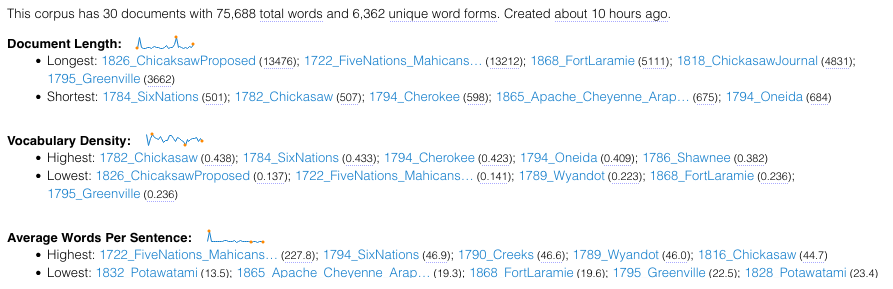 This corpus has 30 documents with 75,688 total words and 6,362 unique word forms. Created about 10 hours ago.
Document Length:
• Longest: 1826_ChicaksawProposed (13476); 1722_FiveNations_Mahicans… (13212); 1868_FortLaramie (5111); 1818_ChickasawJournal (4831);
1795_Greenville (3662)
• Shortest: 1784_SixNations (501); 1782_Chickasaw (507); 1794_Cherokee (598); 1865_Apache_Cheyenne_Arap… (675); 1794_Oneida (684)
Vocabulary Density:
• Highest: 1782_Chickasaw (0.438); 1784_SixNations (0.433); 1794_Cherokee (0.423); 1794_Oneida (0.409); 1786_Shawnee (0.382)
• Lowest: 1826_ChicaksawProposed (0.137); 1722_FiveNations_Mahicans… (0.141); 1789_Wyandot (0.223); 1868_FortLaramie (0.236);
1795_Greenville (0.236)
Average Words Per Sentence:
• Highest: 1722_FiveNations_Mahicans… (227.8); 1794_SixNations (46.9); 1790_Creeks (46.6); 1789_Wyandot (46.0); 1816_Chickasaw (44.7)
• Lowest: 1832_Potawatami (13.5); 1865_Apache_Cheyenne_Arap… (19.3); 1868_FortLaramie (19.6); 1795_Greenville (22.5); 1828_Potawatami (23.4)